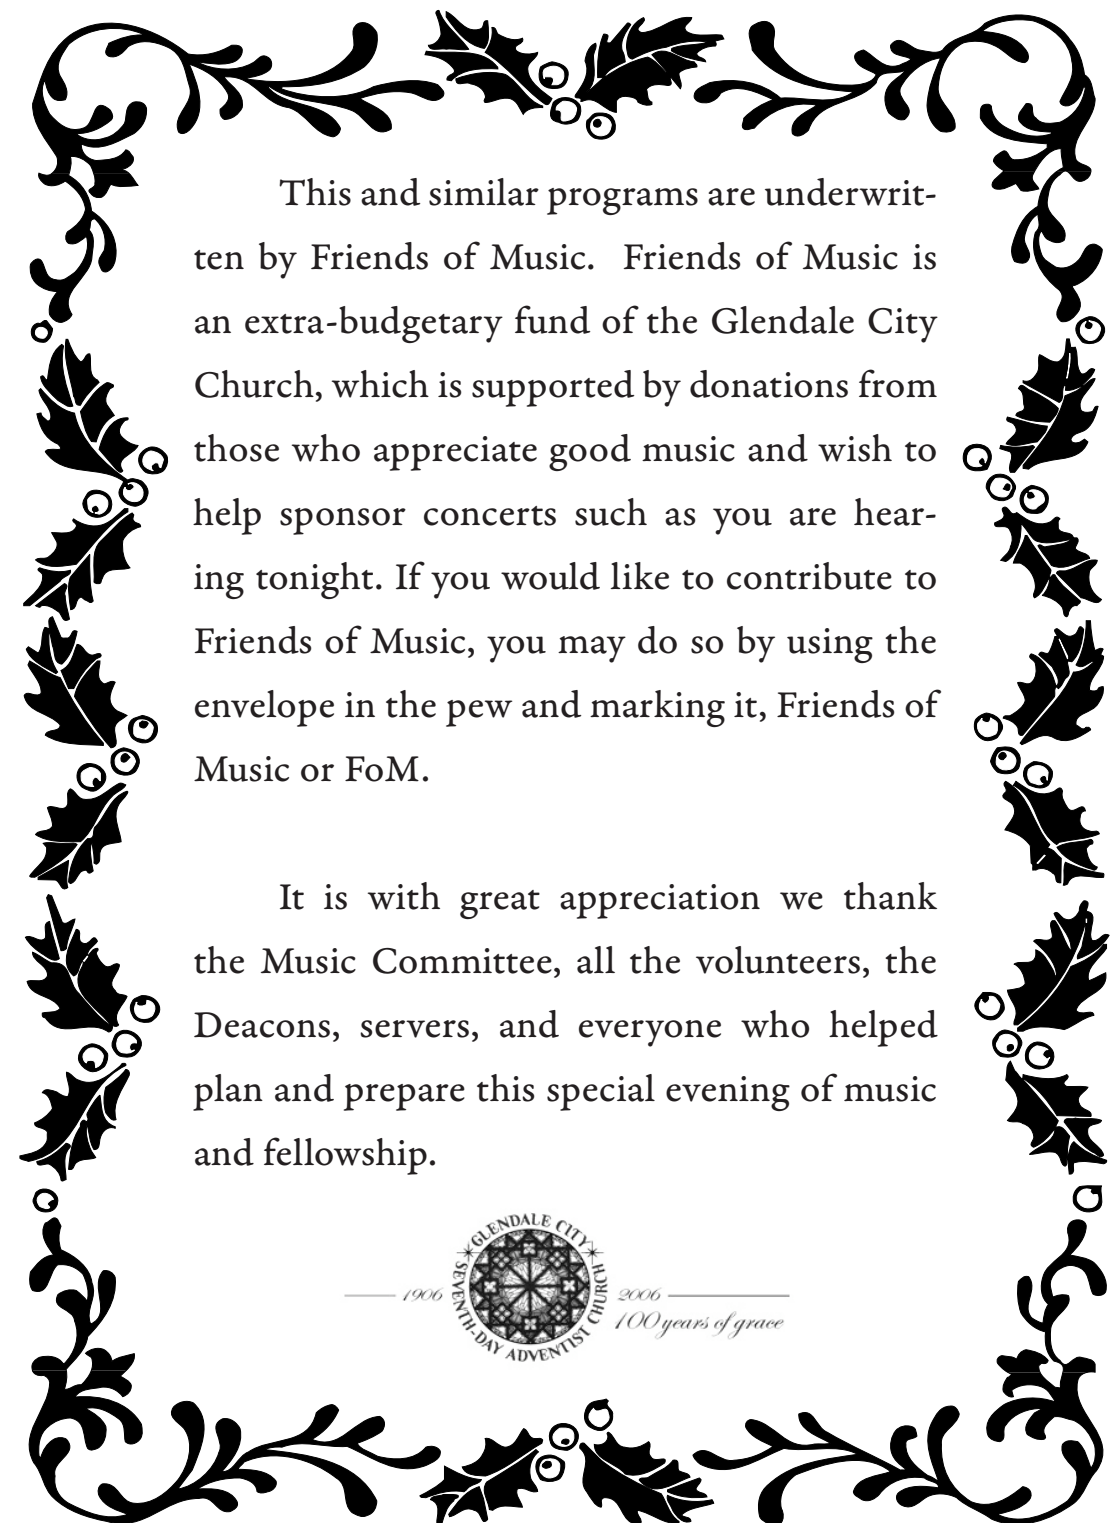 This and similar programs are underwrit-
ten by Friends of Music.  Friends of Music is
an extra-budgetary fund of the Glendale City
Church, which is supported by donations from
those who appreciate good music and wish to
help sponsor concerts such as you are hear-
ing tonight. If you would like to contribute to
Friends of Music, you may do so by using the
envelope in the pew and marking it, Friends of
Music or FoM.
It is with great appreciation we thank
the Music Committee, all the volunteers, the
Deacons, servers, and everyone who helped
plan and prepare this special evening of music
and fellowship.
GLENDALE CITY
SEVENTH-DAY ADVENTIST CHURCH
1906 2006
100 years of grace